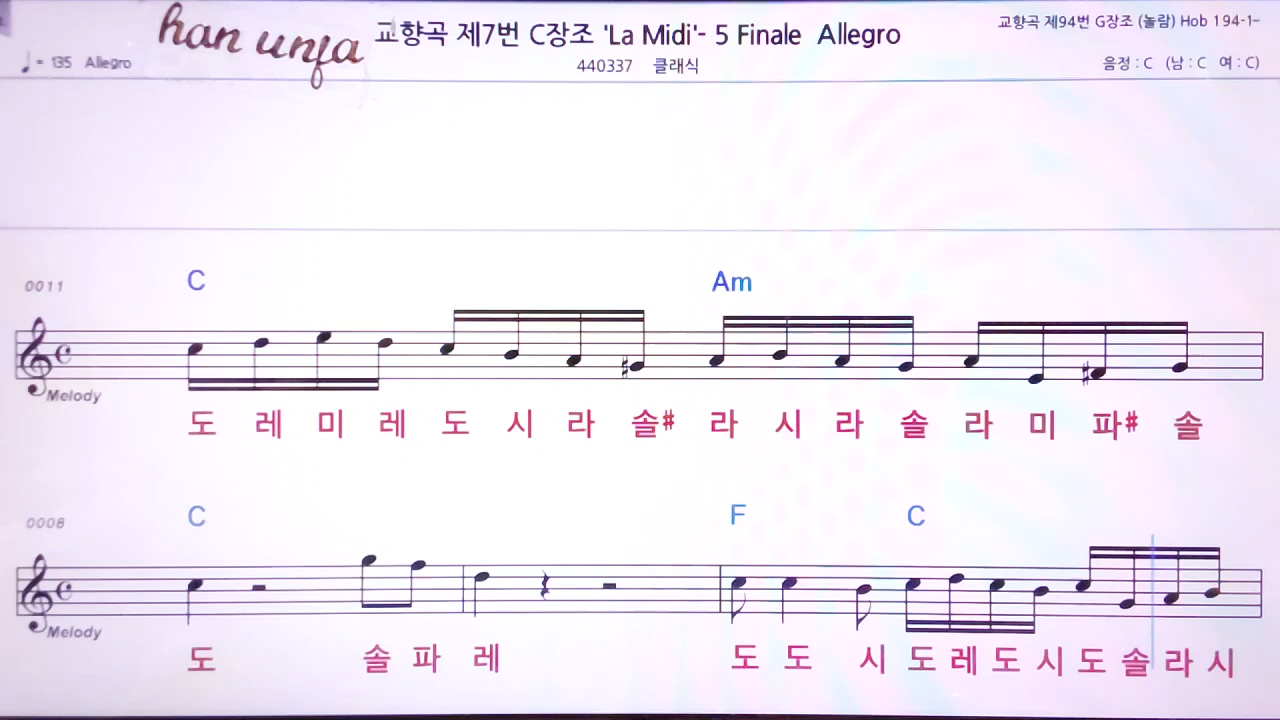 han unfa
교향곡 제7번 C장조 'La Midi'- 5 Finale Allegro
교향곡 제94번 G장조 (놀람) Hob 194-1-
♩ = 135 Allegro
440337 클래식
음정 : C (남 : C 여 : C)
0011 C Am
Melody
도 레 미 레 도 시 라 솔# 라 시 라 솔 라 미 파# 솔
0008 C F C
Melody
도 솔 파 레 도 도 시 도 레 도 시 도 솔 라 시